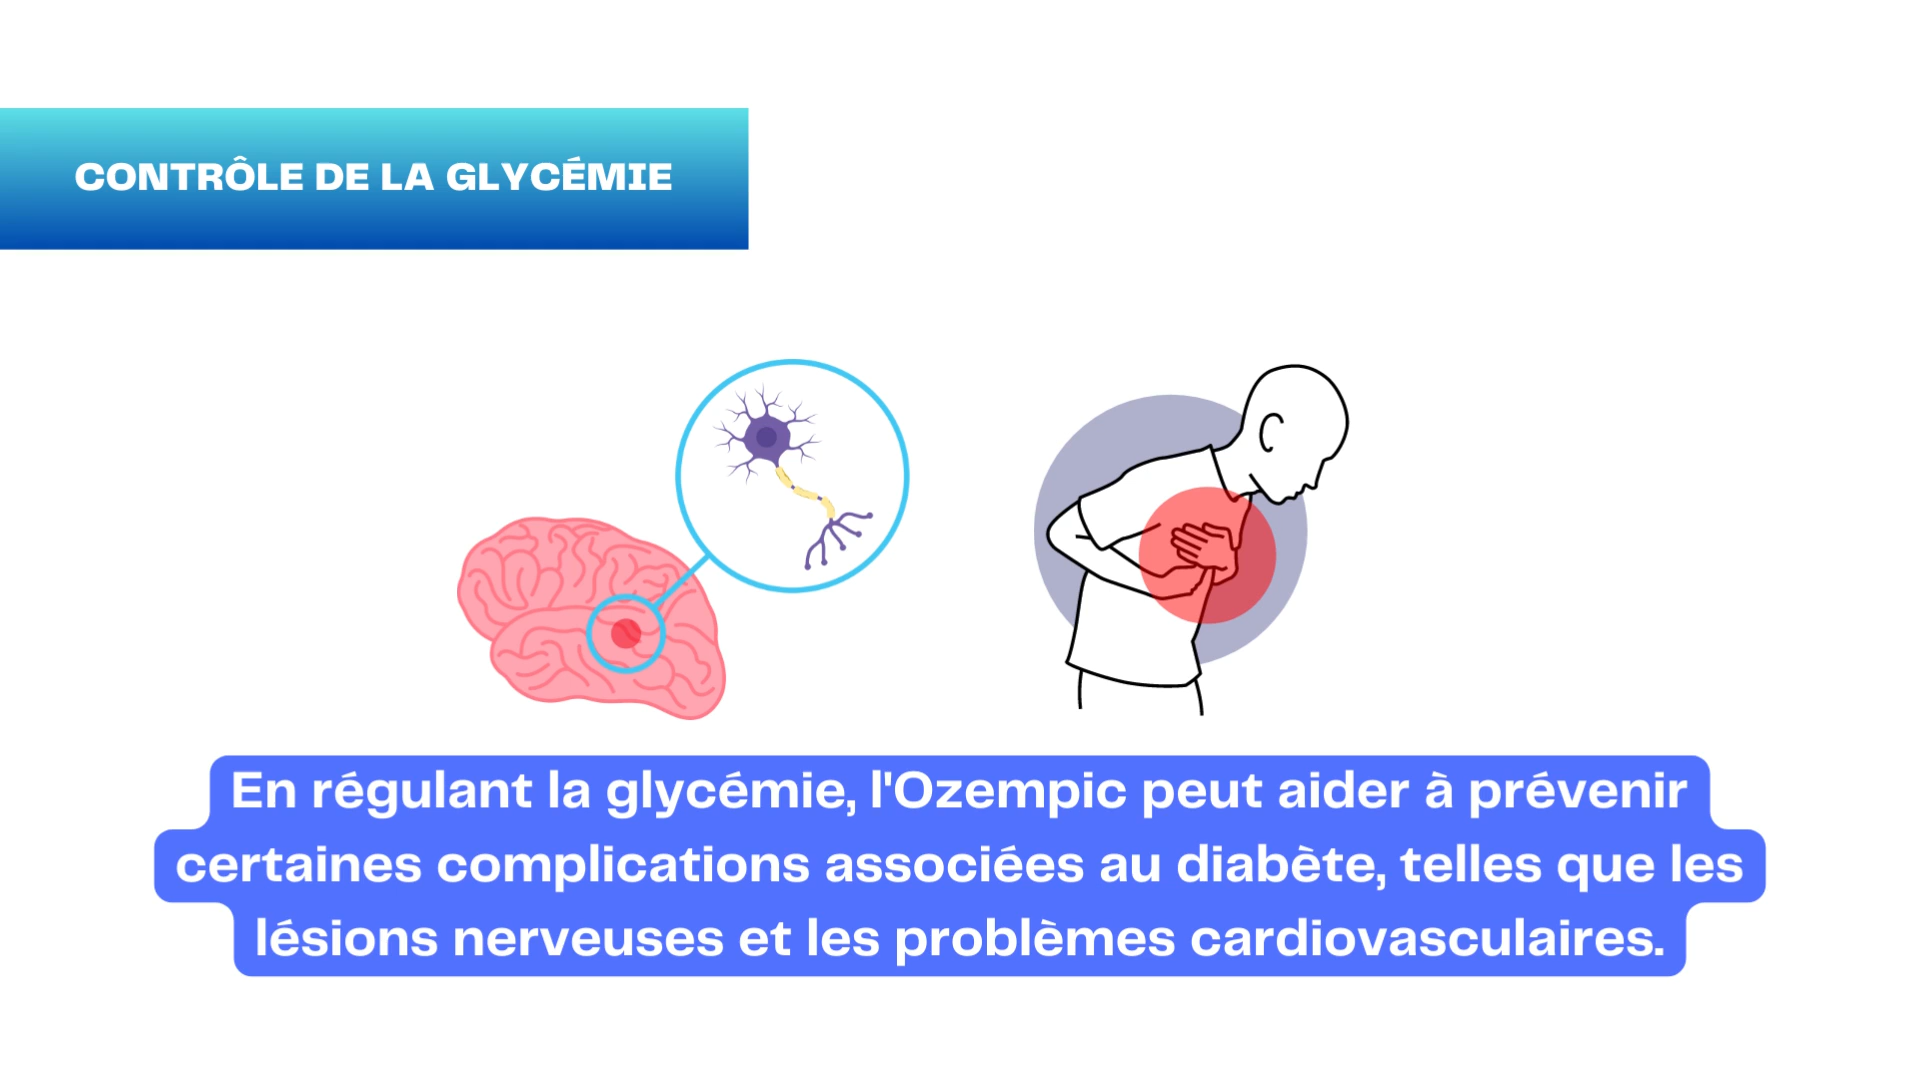 CONTRÔLE DE LA GLYCÉMIE
En régulant la glycémie, l'Ozempic peut aider à prévenir
certaines complications associées au diabète, telles que les
lésions nerveuses et les problèmes cardiovasculaires.